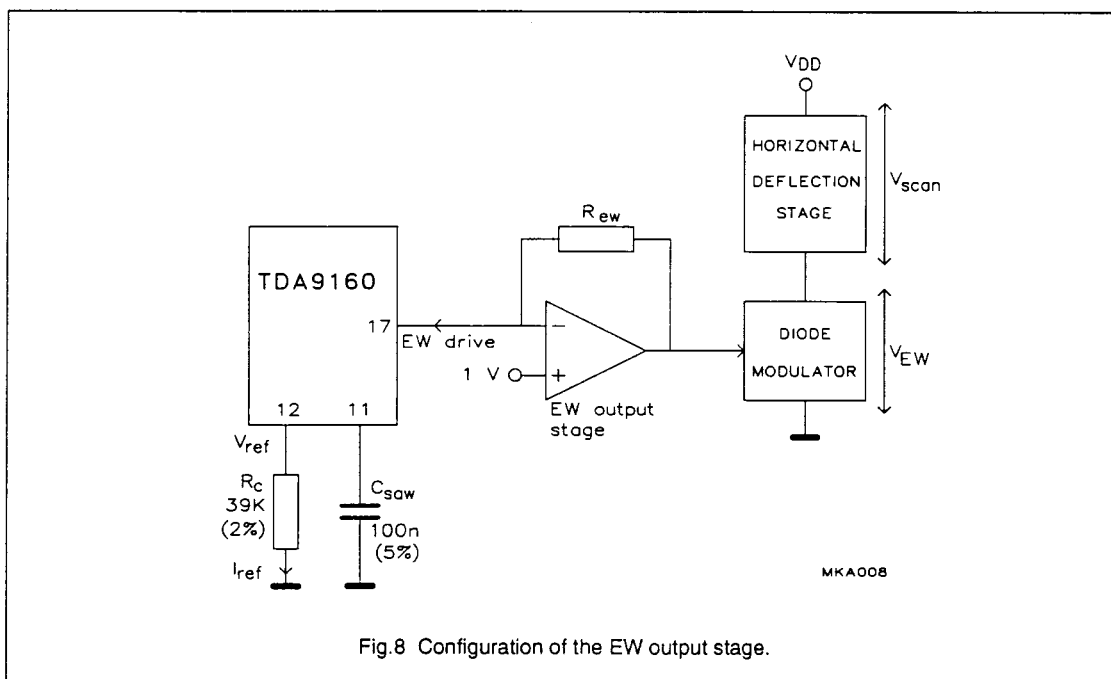 VDD
HORIZONTAL
DEFLECTION
STAGE
Vscan
Rew
TDA9160
17
EW drive
1 V
EW output
stage
DIODE
MODULATOR
VEW
12
11
Vref
Rc
39K
(2%)
Csaw
100n
(5%)
Iref
MKA008
Fig.8 Configuration of the EW output stage.